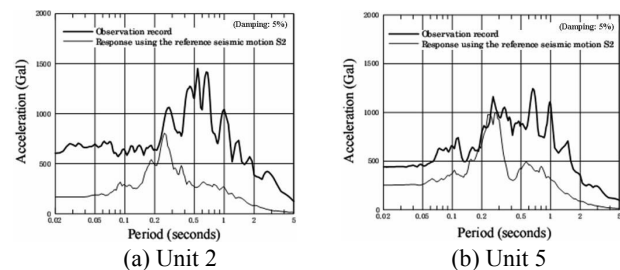 (Damping: 5%)
Observation record
Response using the reference seismic motion S2
Acceleration (Gal)
2000
1500
1000
500
0
0.02 0.05 0.1 0.2 0.5 1 2 5
Period (seconds)
(a) Unit 2
(Damping: 5%)
Observation record
Response using the reference seismic motion S2
Acceleration (Gal)
2000
1500
1000
500
0
0.02 0.05 0.1 0.2 0.5 1 2 5
Period (seconds)
(b) Unit 5